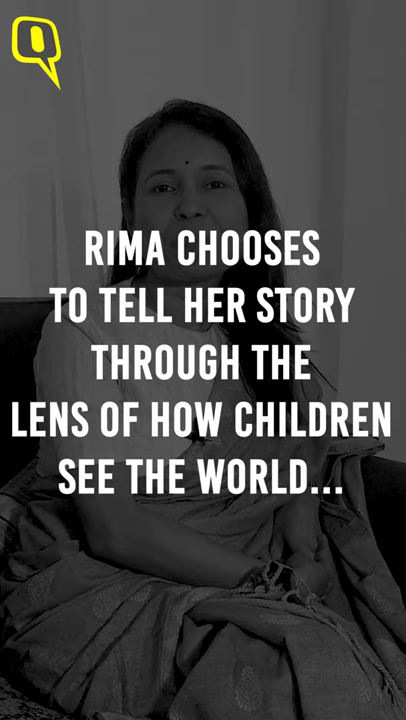 RIMA CHOOSES
TO TELL HER STORY
THROUGH THE
LENS OF HOW CHILDREN
SEE THE WORLD...